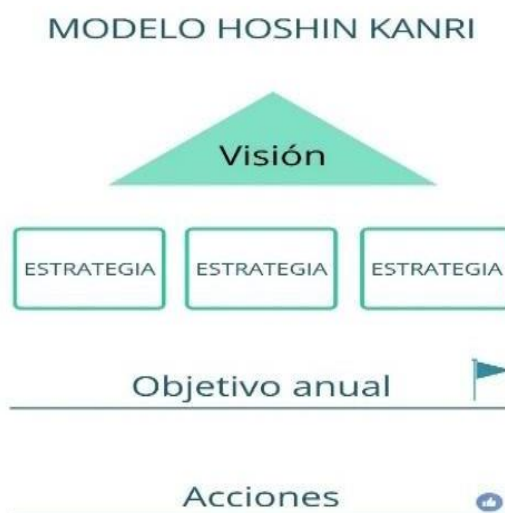 MODELO HOSHIN KANRI
Visión
ESTRATEGIA ESTRATEGIA ESTRATEGIA
Objetivo anual
Acciones